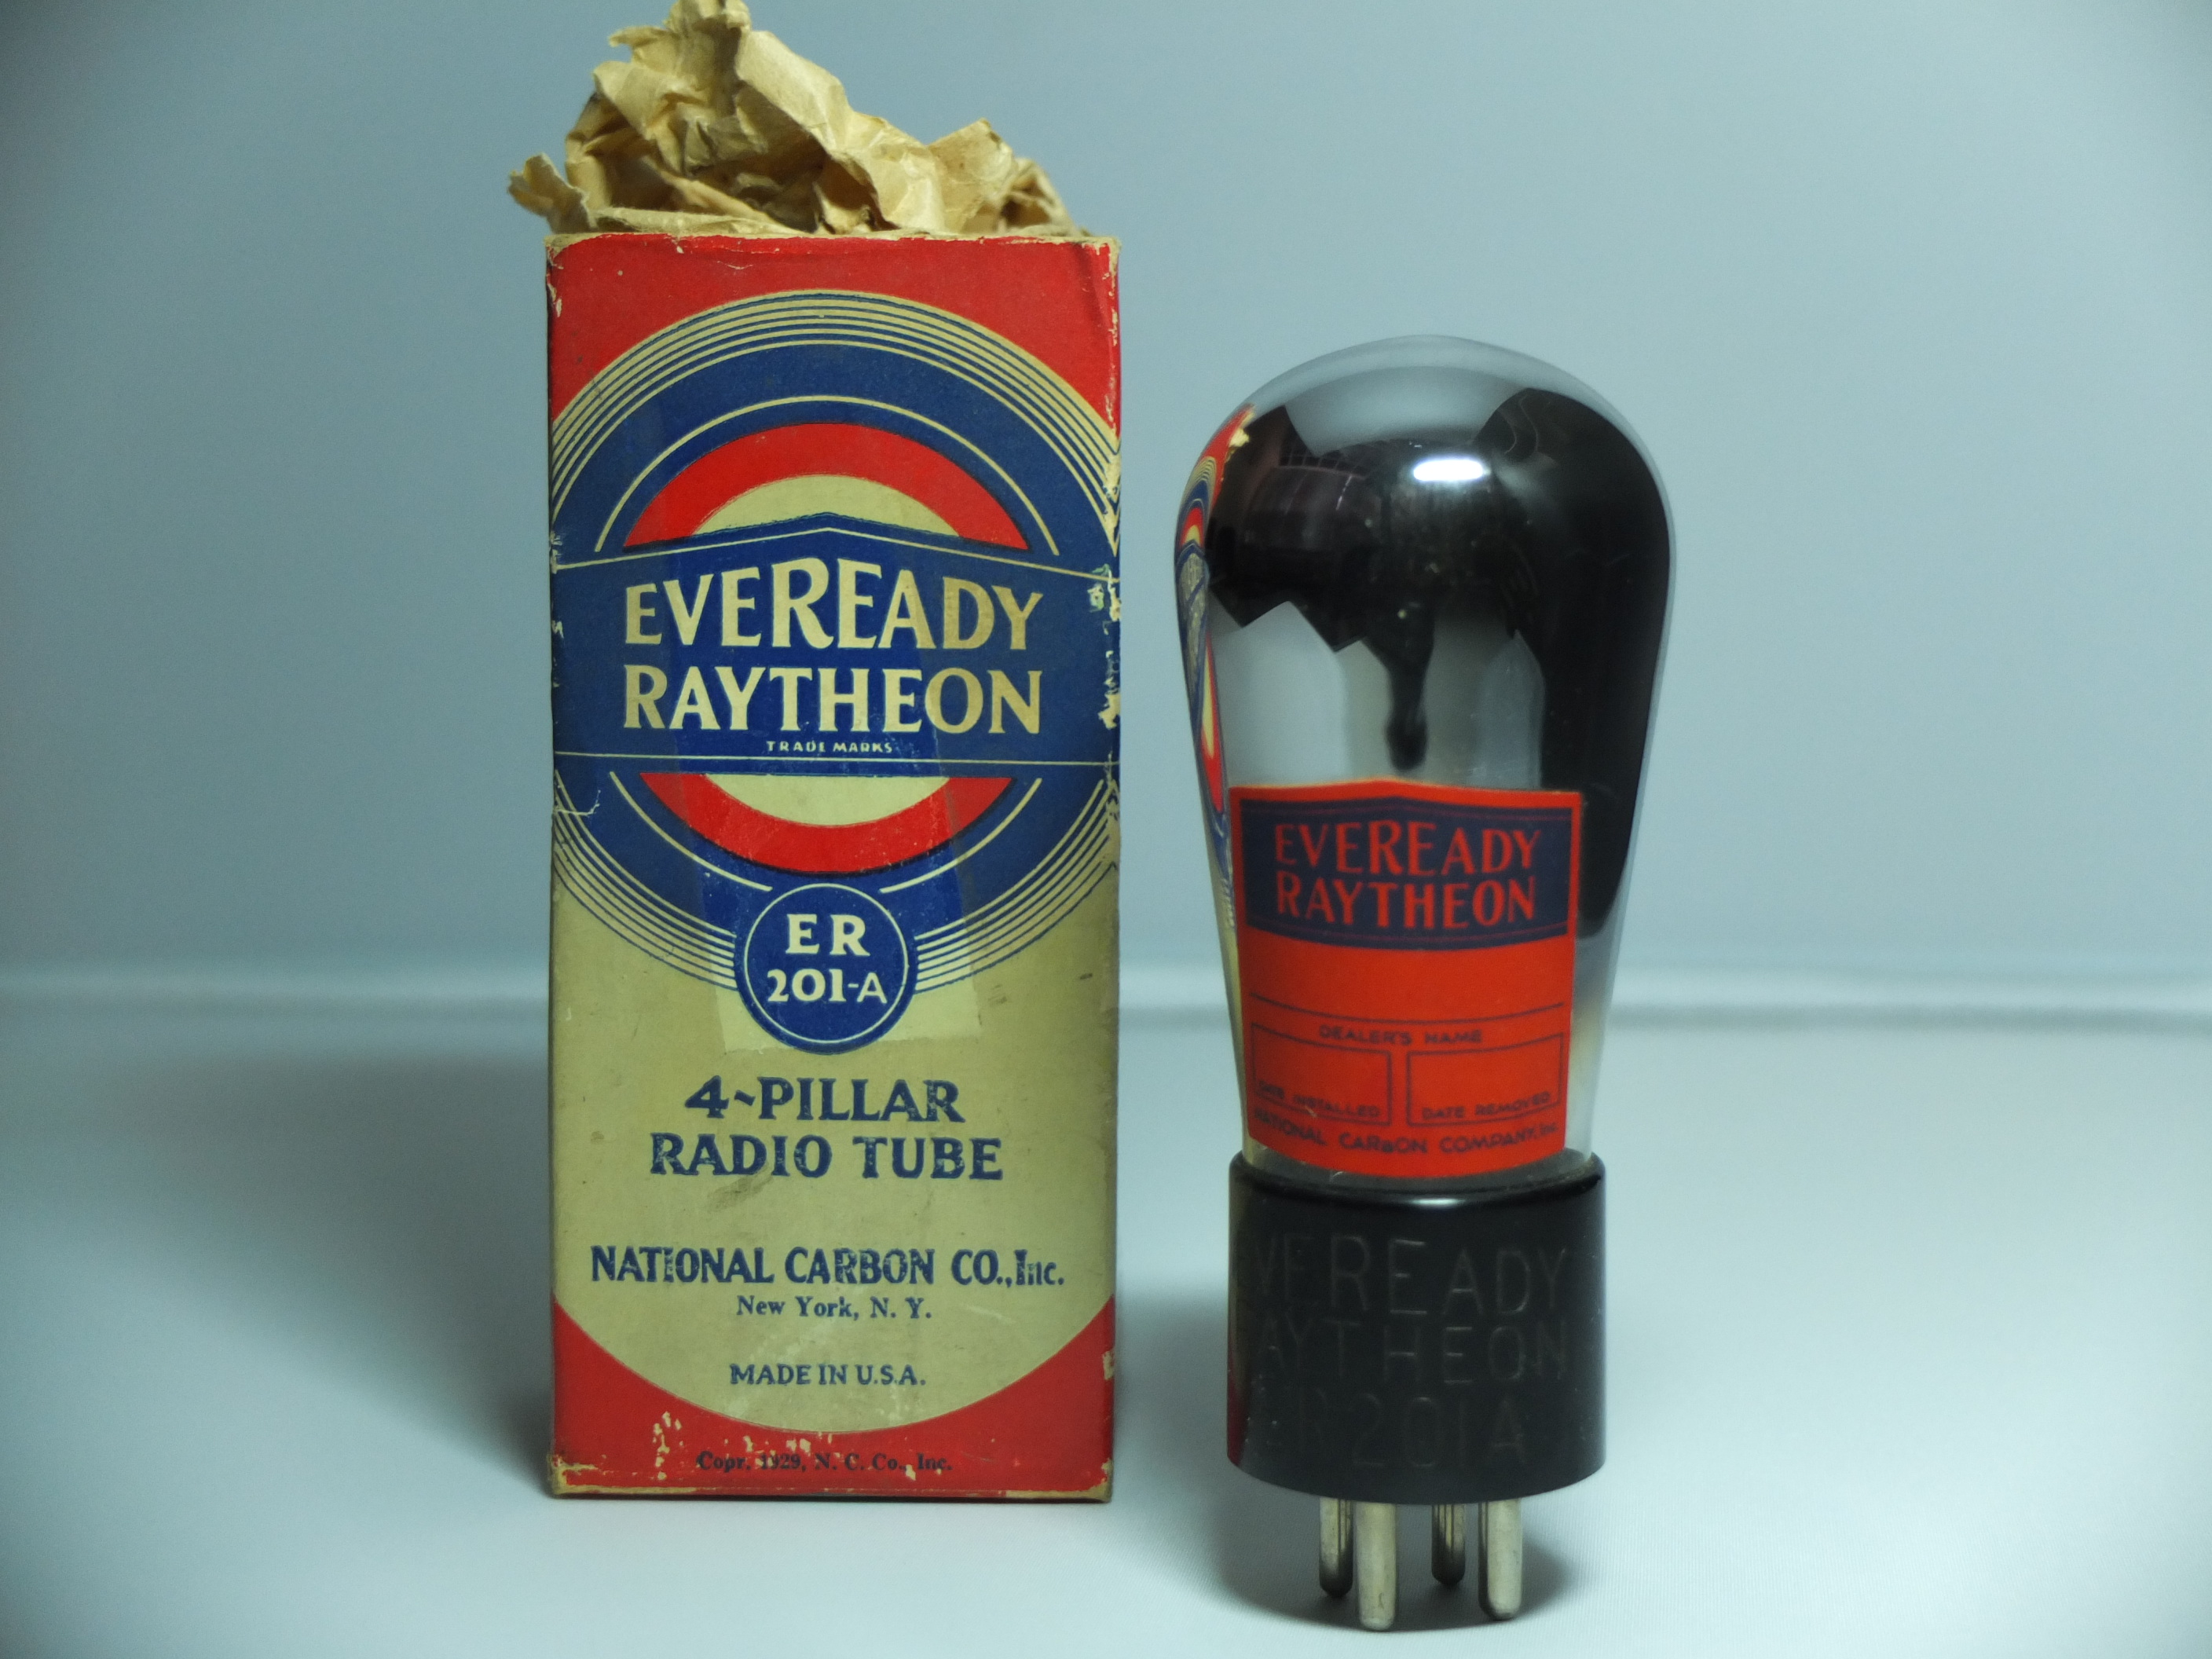 EVEREADY
RAYTHEON
TRADE MARKS
ER
201-A
4-PILLAR
RADIO TUBE
NATIONAL CARBON CO., Inc.
New York, N. Y.
MADE IN U.S.A.
Copr. 1929, N. C. Co., Inc.
EVEREADY
RAYTHEON
DEALER'S NAME
DATE INSTALLED
DATE REMOVED
NATIONAL CARBON COMPANY, Inc.
EVEREADY
RAYTHEON
ER201A